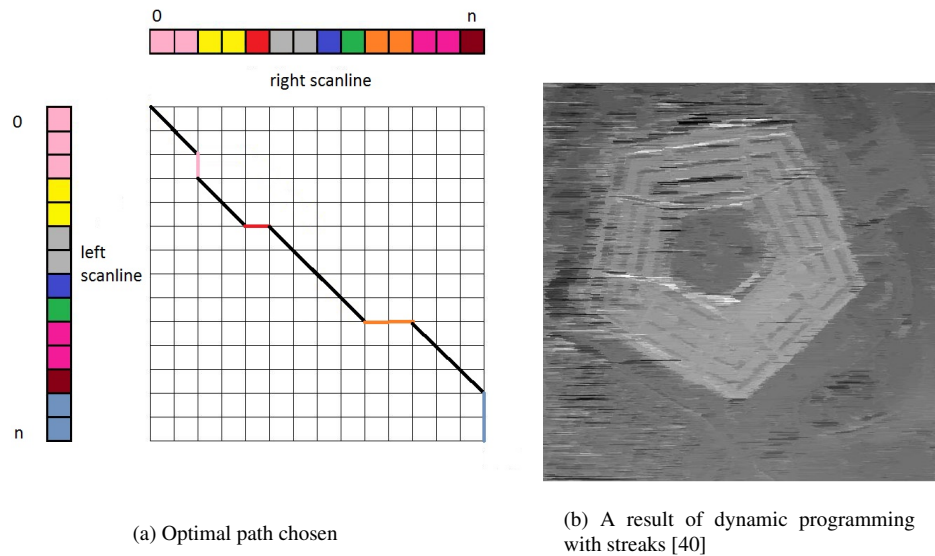 0
n
right scanline
0
left
scanline
n
(a) Optimal path chosen
(b) A result of dynamic programming
with streaks [40]